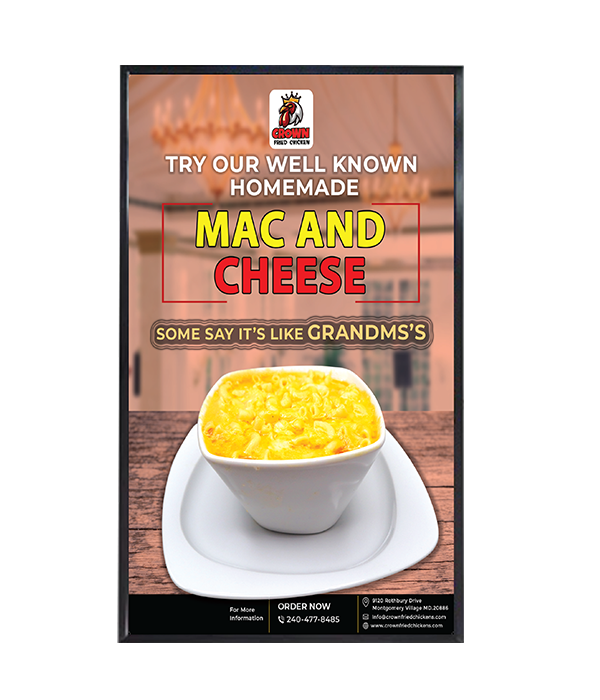 CROWN
FRIED CHICKEN
TRY OUR WELL KNOWN
HOMEMADE
MAC AND
CHEESE
SOME SAY IT'S LIKE GRANDMS'S
For More
Information
ORDER NOW
240-477-8485
9120 Rothbury Drive
Montgomery Village MD.20886
info@crownfriedchickens.com
www.crownfriedchickens.com